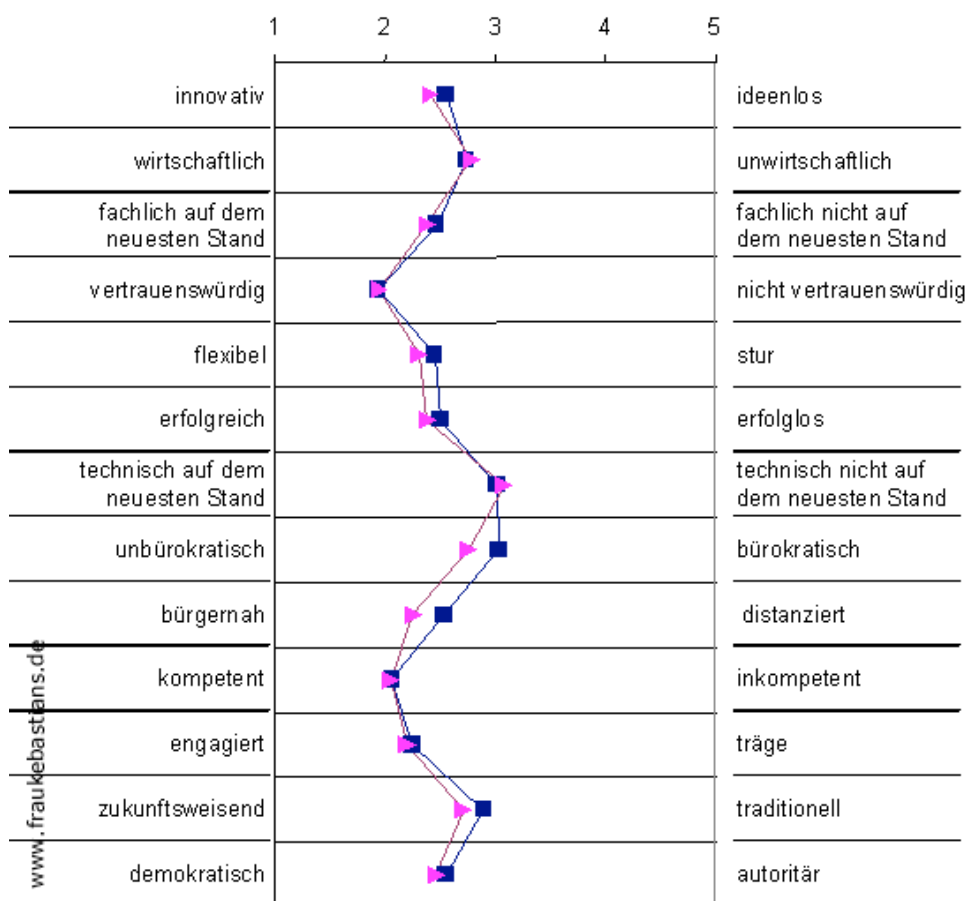 1 2 3 4 5
innovativ ideenlos
wirtschaftlich unwirtschaftlich
fachlich auf dem fachlich nicht auf
neuesten Stand dem neuesten Stand
vertrauenswürdig nicht vertrauenswürdig
flexibel stur
erfolgreich erfolglos
technisch auf dem technisch nicht auf
neuesten Stand dem neuesten Stand
unbürokratisch bürokratisch
bürgernah distanziert
kompetent inkompetent
engagiert träge
zukunftsweisend traditionell
demokratisch autoritär
www.fraukebastians.de